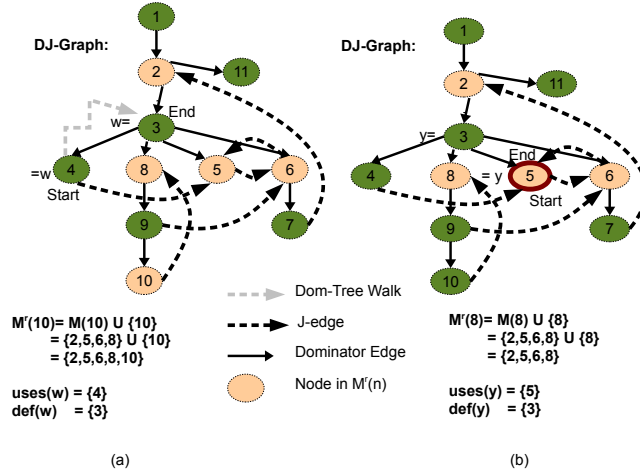 DJ-Graph:
1
2
11
w=
End
3
=w
4
Start
8
5
6
9
7
10
DJ-Graph:
1
2
11
y=
3
End
4
8
= y
5
6
Start
9
7
10
Dom-Tree Walk
J-edge
Dominator Edge
Node in Mʳ(n)
Mʳ(10)= M(10) U {10}
= {2,5,6,8} U {10}
= {2,5,6,8,10}
uses(w) = {4}
def(w) = {3}
Mʳ(8)= M(8) U {8}
= {2,5,6,8} U {8}
= {2,5,6,8}
uses(y) = {5}
def(y) = {3}
(a)
(b)